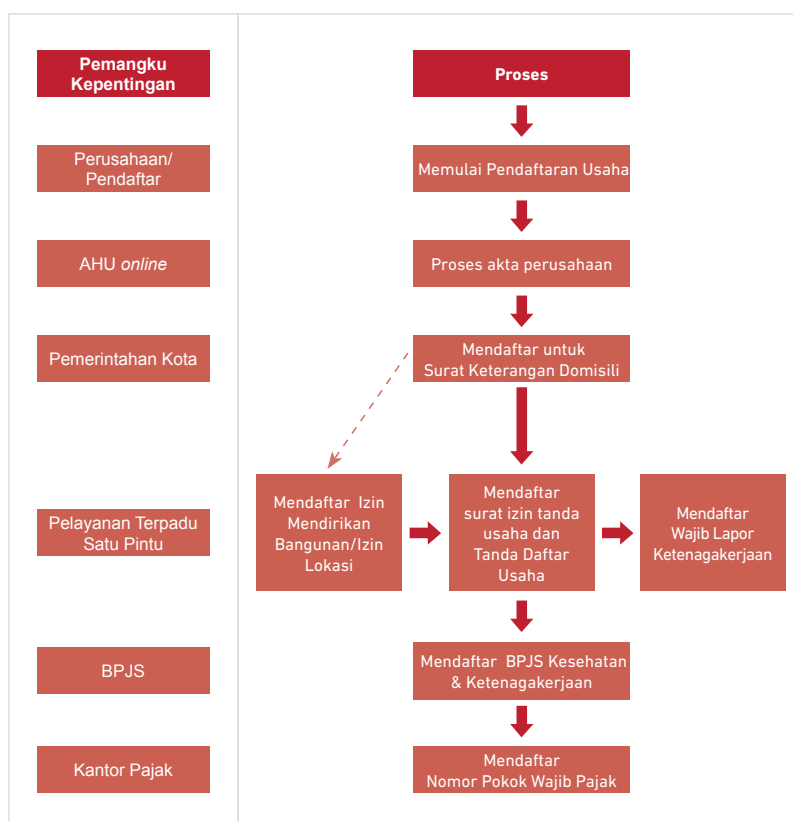 Pemangku
Kepentingan
Proses
Perusahaan/
Pendaftar
Memulai Pendaftaran Usaha
AHU online
Proses akta perusahaan
Pemerintahan Kota
Mendaftar untuk
Surat Keterangan Domisili
Pelayanan Terpadu
Satu Pintu
Mendaftar Izin
Mendirikan
Bangunan/Izin
Lokasi
Mendaftar
surat izin tanda
usaha dan
Tanda Daftar
Usaha
Mendaftar
Wajib Lapor
Ketenagakerjaan
BPJS
Mendaftar BPJS Kesehatan
& Ketenagakerjaan
Kantor Pajak
Mendaftar
Nomor Pokok Wajib Pajak